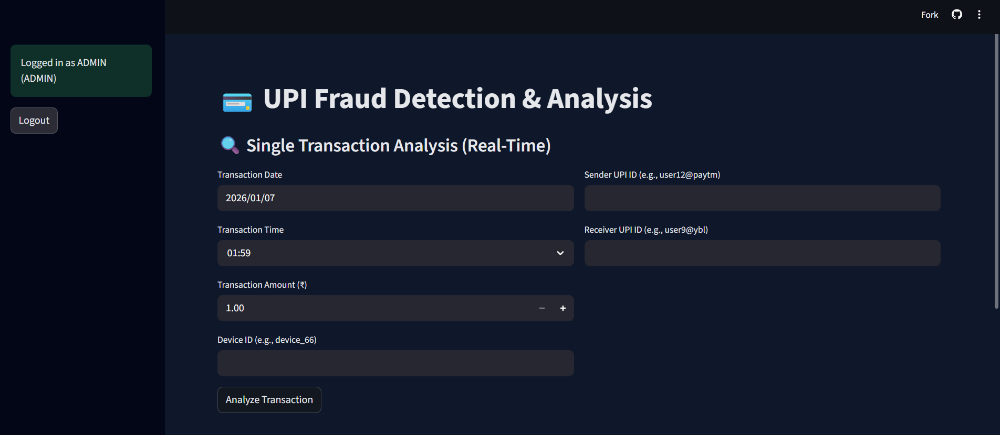 Fork
Logged in as ADMIN
(ADMIN)
Logout
UPI Fraud Detection & Analysis
Single Transaction Analysis (Real-Time)
Transaction Date
2026/01/07
Sender UPI ID (e.g., user12@paytm)
Transaction Time
01:59
Receiver UPI ID (e.g., user9@ybl)
Transaction Amount (₹)
1.00
Device ID (e.g., device_66)
Analyze Transaction